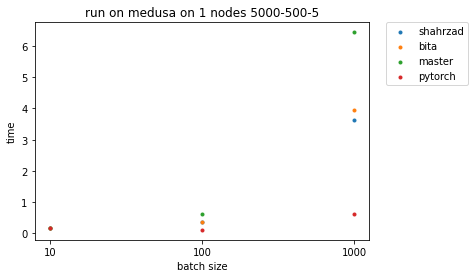 run on medusa on 1 nodes 5000-500-5
shahrzad
bita
master
pytorch
time
6
5
4
3
2
1
0
10
100
1000
batch size